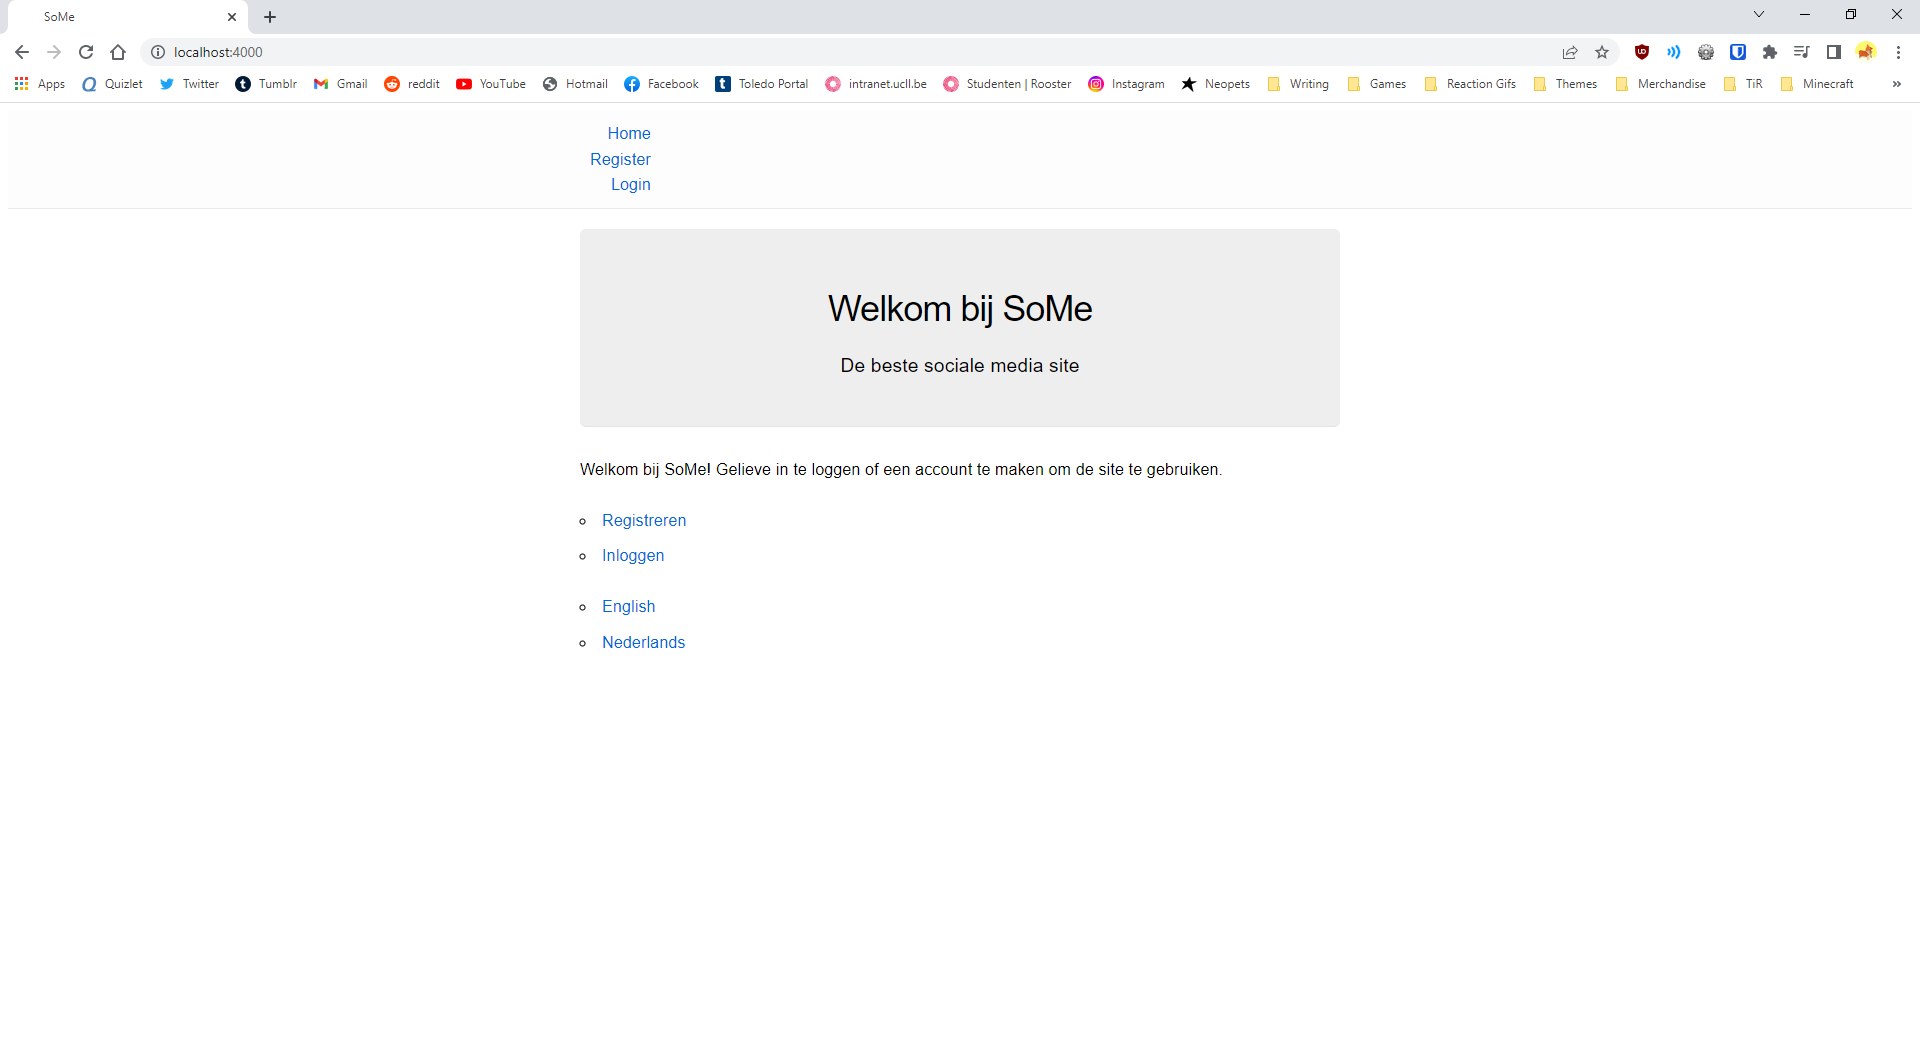 SoMe
localhost:4000
Apps Quizlet Twitter Tumblr Gmail reddit YouTube Hotmail Facebook Toledo Portal intranet.ucll.be Studenten | Rooster Instagram Neopets Writing Games Reaction Gifs Themes Merchandise TiR Minecraft »
Home
Register
Login
Welkom bij SoMe
De beste sociale media site
Welkom bij SoMe! Gelieve in te loggen of een account te maken om de site te gebruiken.
Registreren
Inloggen
English
Nederlands